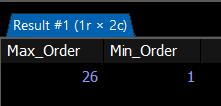 Result #1 (1r × 2c)
Max_Order Min_Order
26 1